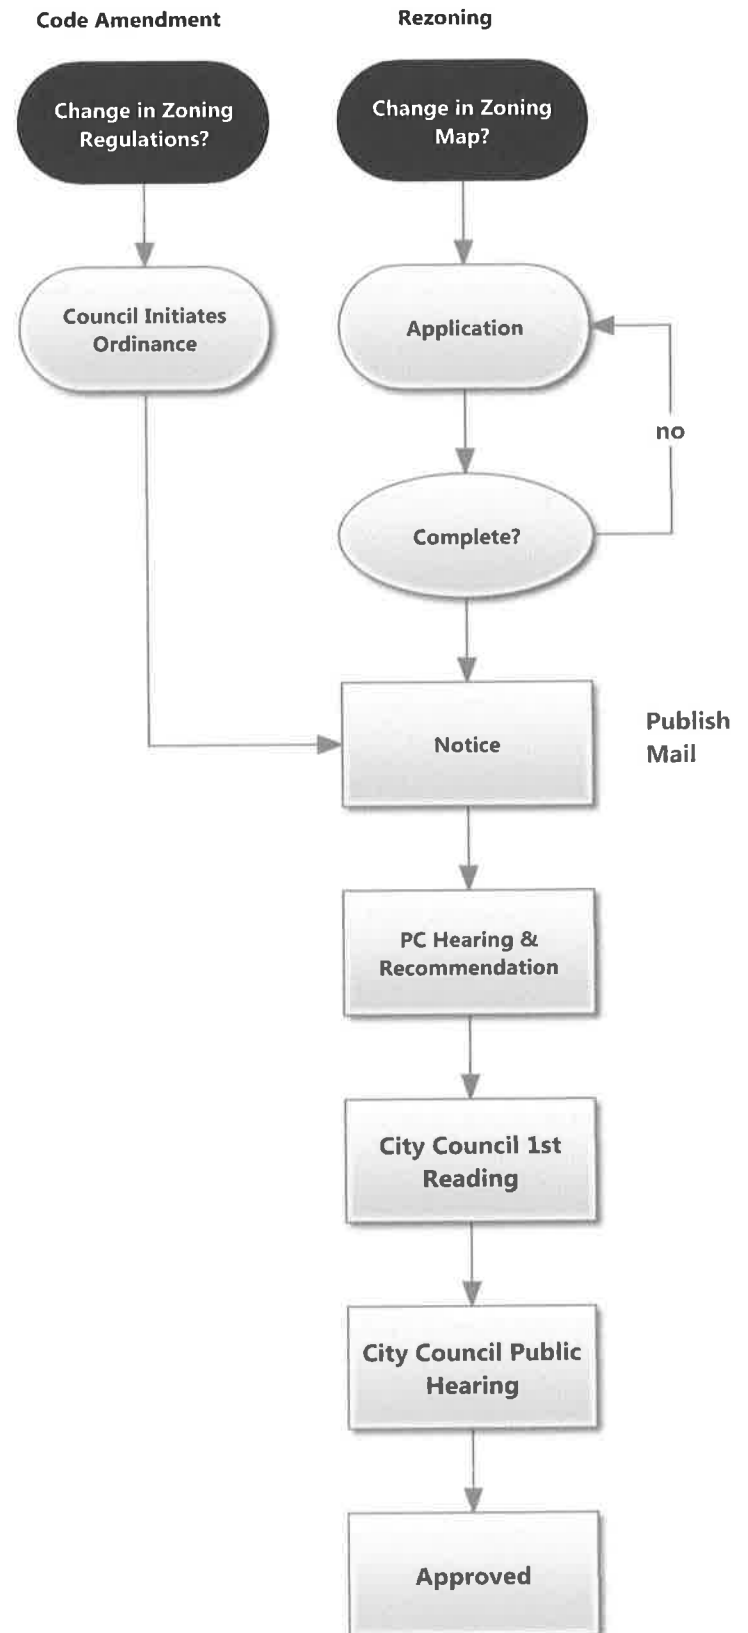 Code Amendment
Rezoning
Change in Zoning
Regulations?
Change in Zoning
Map?
Council Initiates
Ordinance
Application
no
Complete?
Notice
Publish
Mail
PC Hearing &
Recommendation
City Council 1st
Reading
City Council Public
Hearing
Approved